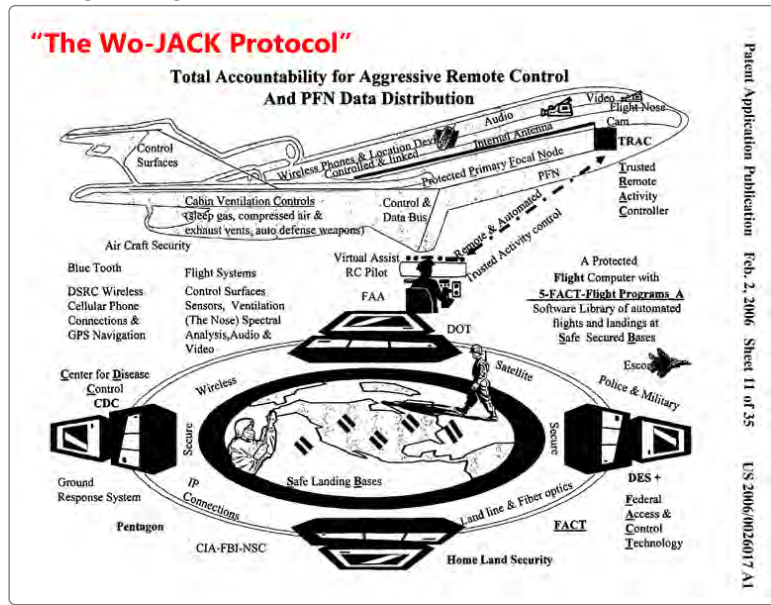 “The Wo-JACK Protocol”
Total Accountability for Aggressive Remote Control
And PFN Data Distribution
Video
Flight Nose
Cam
Audio
Internal Antenna
Wireless Phones & Location Devi
Controlled & linked
TRAC
Control
Surfaces
Protected Primary Focal Node
PFN
Trusted
Remote
Activity
Controller
Cabin Ventilation Controls
(sleep gas, compressed air &
exhaust vents, auto defense weapons)
Control &
Data Bus
Air Craft Security
Remote & Automated
Trusted Activity control
Virtual Assist
RC Pilot
Blue Tooth
DSRC Wireless
Cellular Phone
Connections &
GPS Navigation
Flight Systems
Control Surfaces
Sensors, Ventilation
(The Nose) Spectral
Analysis,Audio &
Video
FAA
DOT
A Protected
Flight Computer with
5-FACT-Flight Programs A
Software Library of automated
flights and landings at
Safe Secured Bases
Escor
Police & Military
Center for Disease
Control
CDC
Wireless
Satellite
Secure
Secure
Safe Landing Bases
Ground
Response System
IP
Connections
Land line & Fiber optics
DES +
Federal
Access &
Control
Technology
Pentagon
FACT
CIA-FBI-NSC
Home Land Security
Patent Application Publication Feb. 2, 2006 Sheet 11 of 35 US 2006/0026017 A1